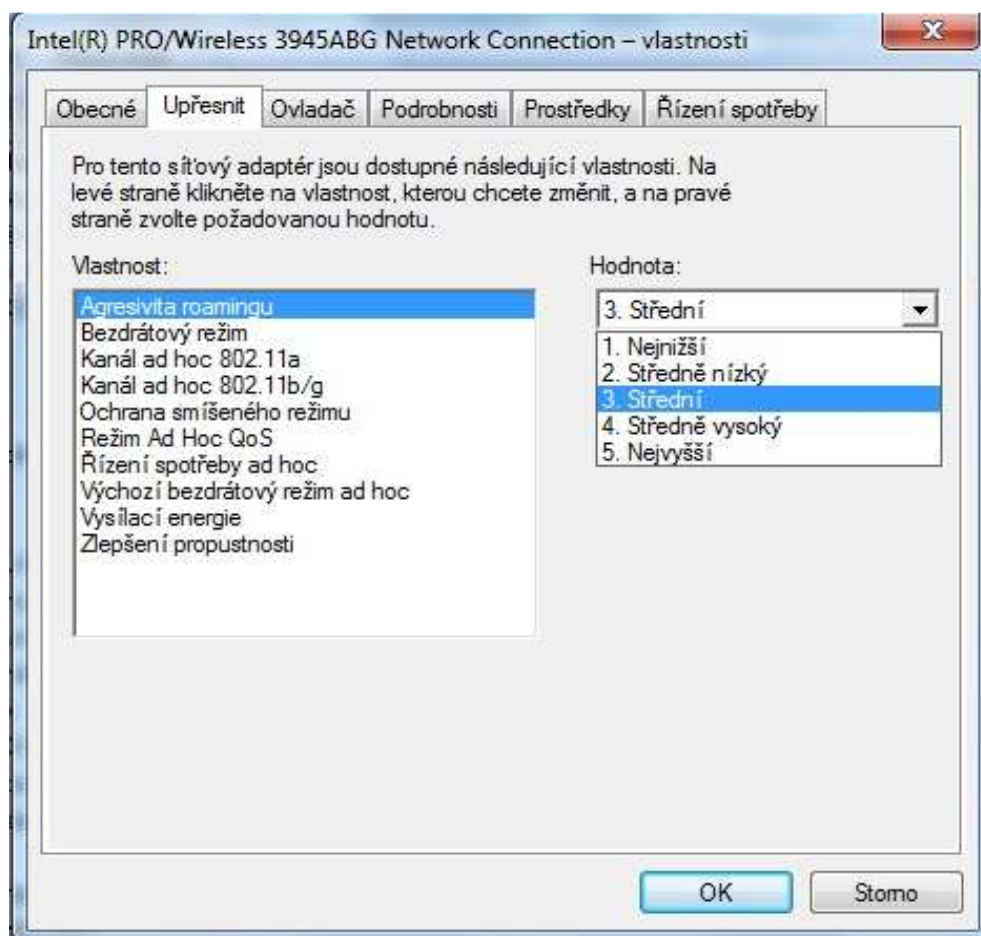 Intel(R) PRO/Wireless 3945ABG Network Connection – vlastnosti
Obecné Upřesnit Ovladač Podrobnosti Prostředky Řízení spotřeby
Pro tento síťový adaptér jsou dostupné následující vlastnosti. Na
levé straně klikněte na vlastnost, kterou chcete změnit, a na pravé
straně zvolte požadovanou hodnotu.
Vlastnost:
Agresivita roamingu
Bezdrátový režim
Kanál ad hoc 802.11a
Kanál ad hoc 802.11b/g
Ochrana smíšeného režimu
Režim Ad Hoc QoS
Řízení spotřeby ad hoc
Výchozí bezdrátový režim ad hoc
Vysílací energie
Zlepšení propustnosti
Hodnota:
3. Střední
1. Nejnižší
2. Středně nízký
3. Střední
4. Středně vysoký
5. Nejvyšší
OK Storno